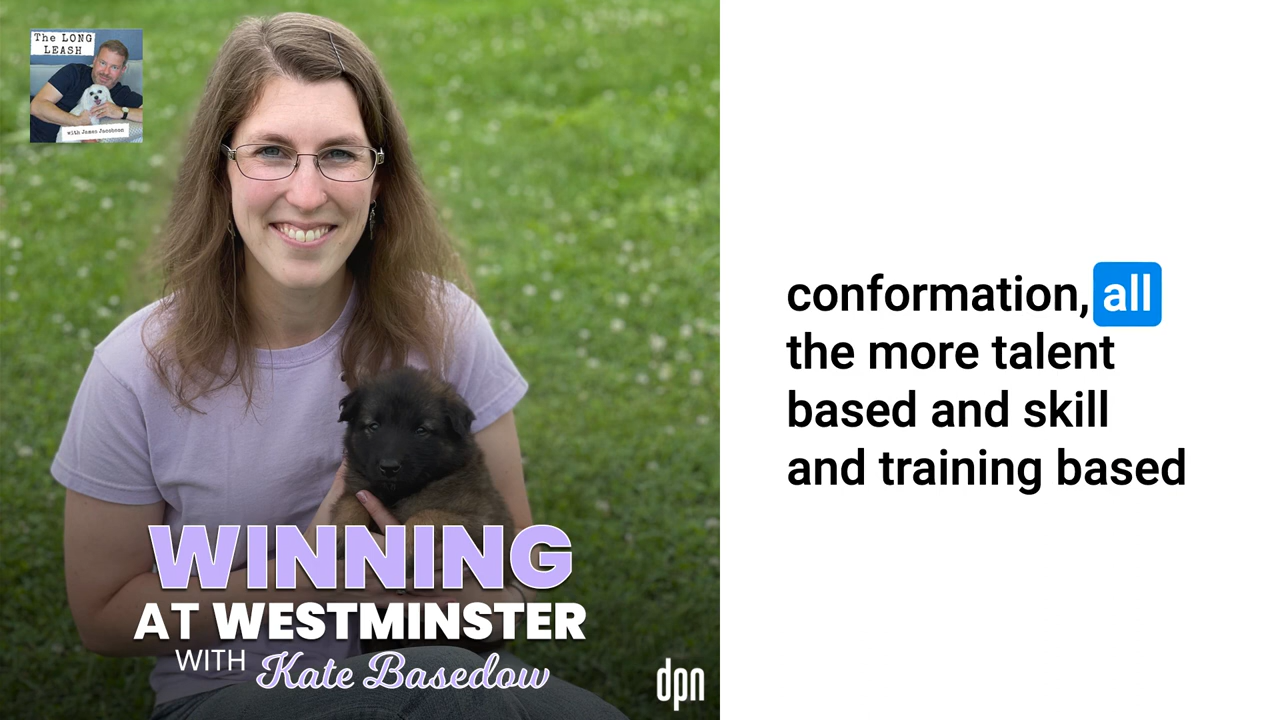 The LONG
LEASH
with James Jacobson
WINNING
AT WESTMINSTER
WITH Kate Basedow
dpn
conformation, all
the more talent
based and skill
and training based